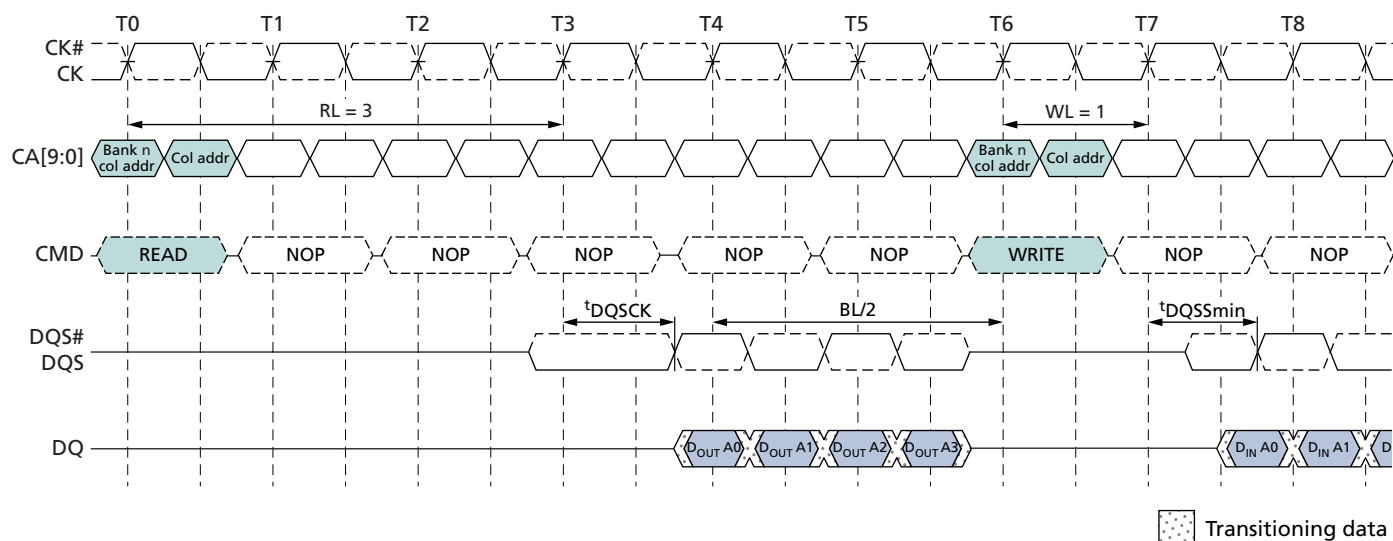 T0 T1 T2 T3 T4 T5 T6 T7 T8
CK#
CK
RL = 3 WL = 1
CA[9:0] Bank n col addr Col addr Bank n col addr Col addr
CMD READ NOP NOP NOP NOP NOP WRITE NOP NOP
tDQSCK BL/2 tDQSSmin
DQS#
DQS
DQ DOUT A0 DOUT A1 DOUT A2 DOUT A3 DIN A0 DIN A1 D
Transitioning data